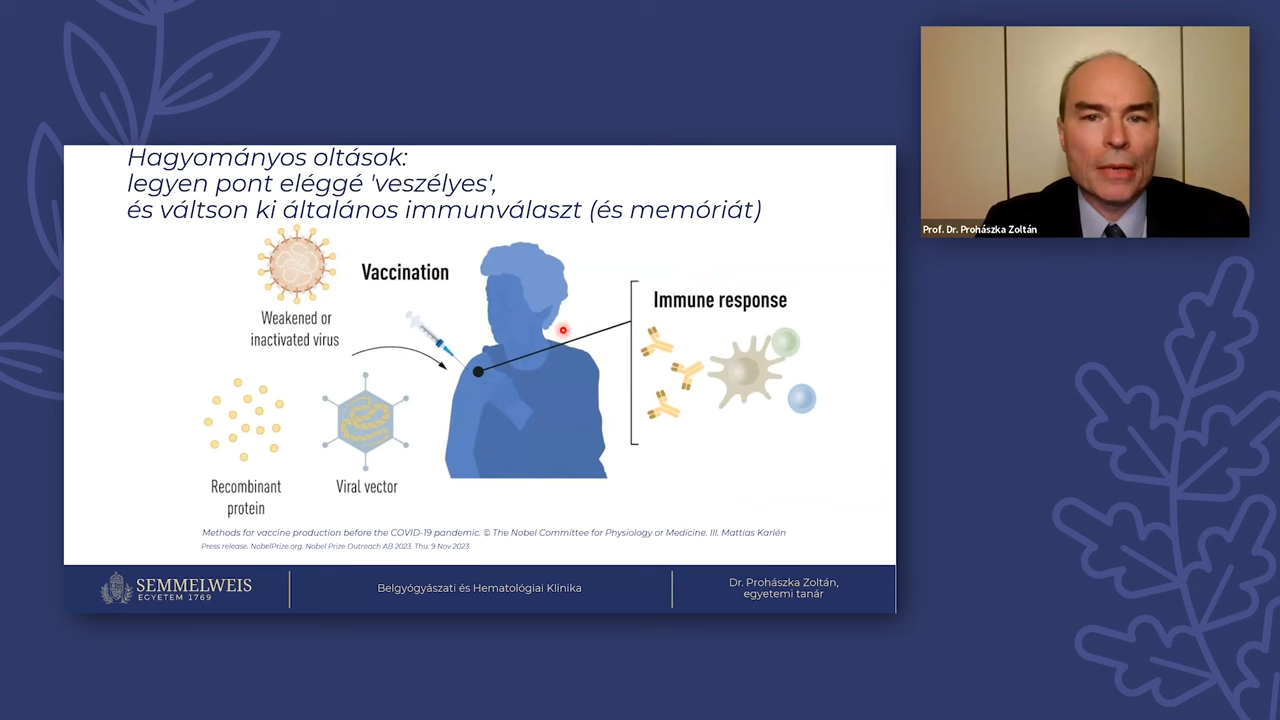 Hagyományos oltások:
legyen pont eléggé 'veszélyes',
és váltson ki általános immunválaszt (és memóriát)
Vaccination
Weakened or
inactivated virus
Immune response
Recombinant
protein
Viral vector
Methods for vaccine production before the COVID-19 pandemic. © The Nobel Committee for Physiology or Medicine. Ill. Mattias Karlén
Press release. NobelPrize.org. Nobel Prize Outreach AB 2023. Thu. 9 Nov 2023.
SEMMELWEIS
EGYETEM 1769
Belgyógyászati és Hematológiai Klinika
Dr. Prohászka Zoltán,
egyetemi tanár
Prof. Dr. Prohászka Zoltán